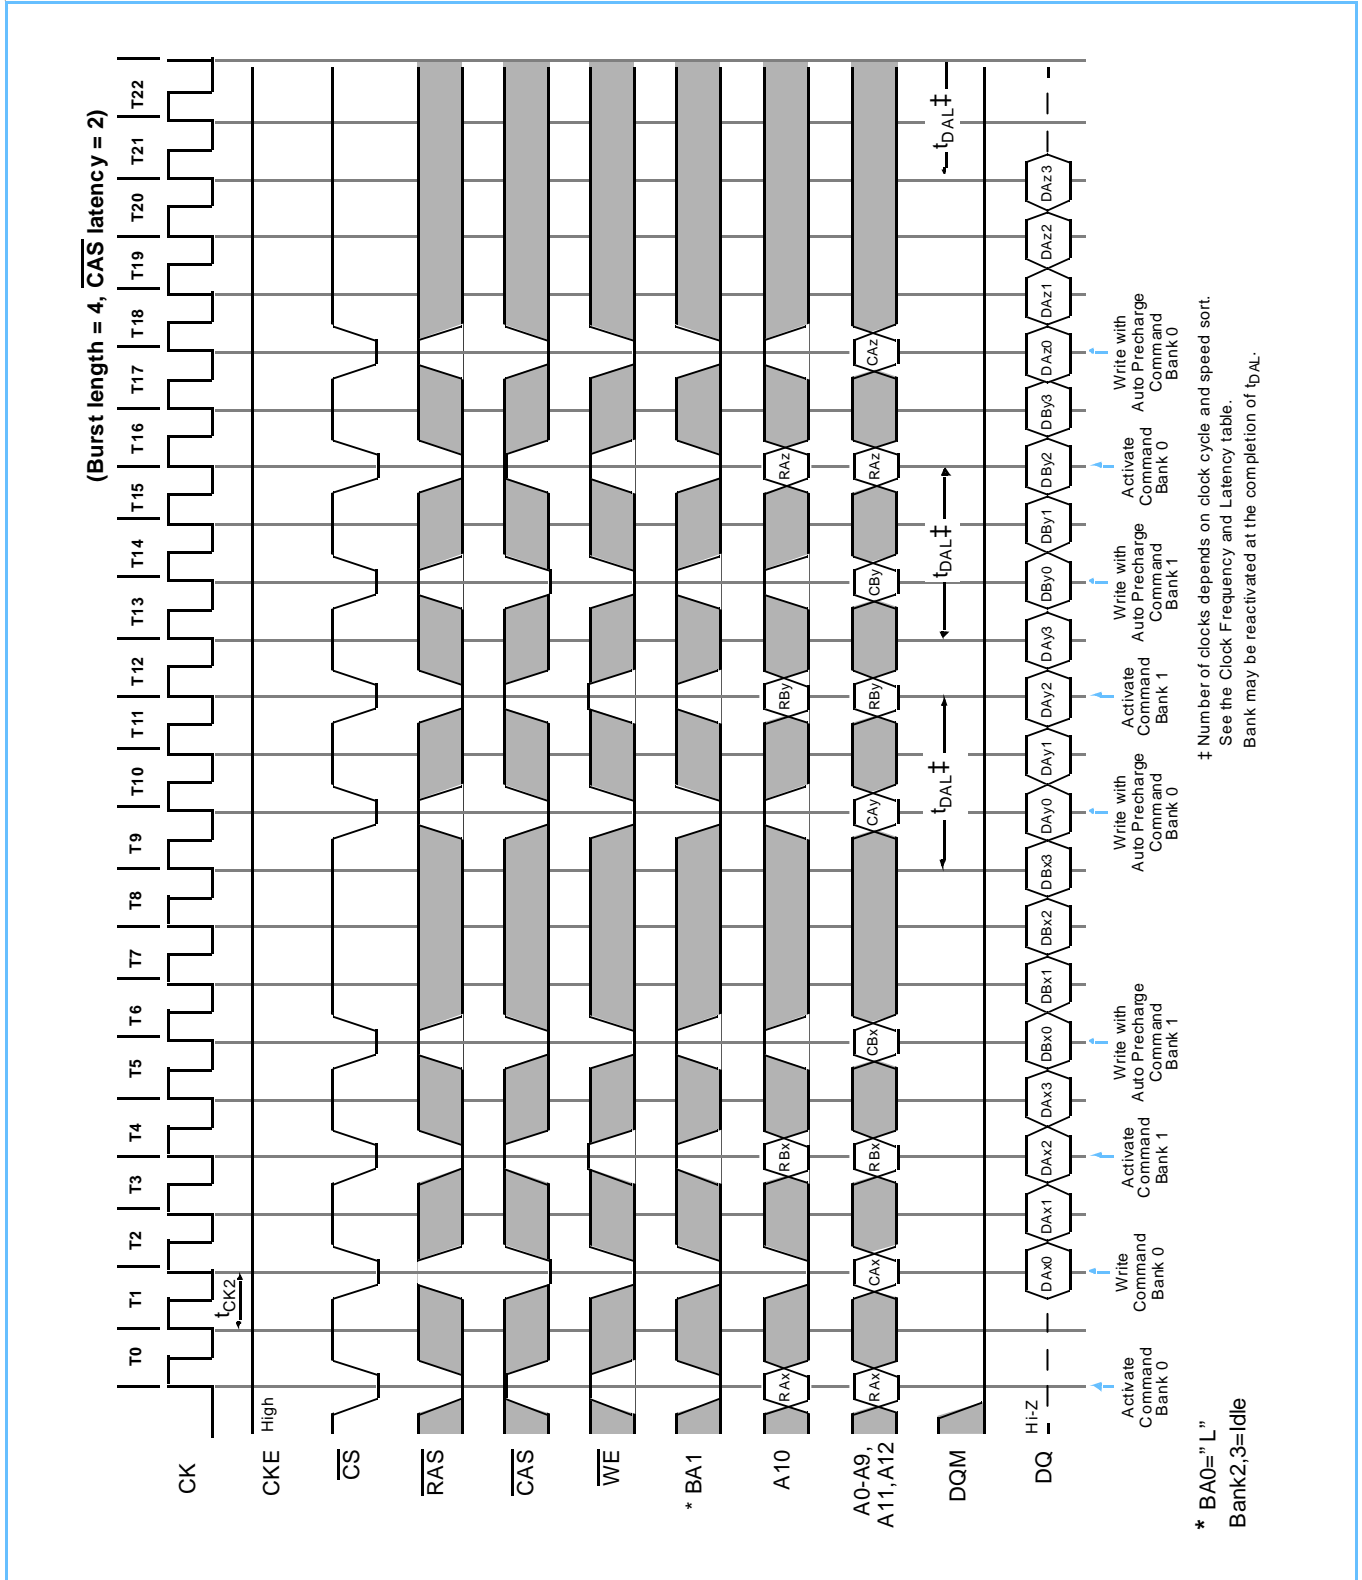 (Burst length = 4, CAS latency = 2)
T0 T1 T2 T3 T4 T5 T6 T7 T8 T9 T10 T11 T12 T13 T14 T15 T16 T17 T18 T19 T20 T21 T22
CK
tCK2
CKE
High
CS
RAS
CAS
WE
* BA1
A10
RAx RBx RBy RAz
A0-A9,
A11, A12
RAx CAx RBx CBx CAy RBy CBy RAz CAz
DQM
tDAL‡ tDAL‡ tDAL‡
DQ
Hi-Z
DAx0 DAx1 DAx2 DAx3 DBx0 DBx1 DBx2 DBx3 DAy0 DAy1 DAy2 DAy3 DBy0 DBy1 DBy2 DBy3 DAz0 DAz1 DAz2 DAz3
Activate
Command
Bank 0
Write
Command
Bank 0
Activate
Command
Bank 1
Write with
Auto Precharge
Command
Bank 1
Write with
Auto Precharge
Command
Bank 0
Activate
Command
Bank 1
Write with
Auto Precharge
Command
Bank 1
Activate
Command
Bank 0
Write with
Auto Precharge
Command
Bank 0
* BA0="L"
Bank2,3=Idle
‡ Number of clocks depends on clock cycle and speed sort.
See the Clock Frequency and Latency table.
Bank may be reactivated at the completion of tDAL.